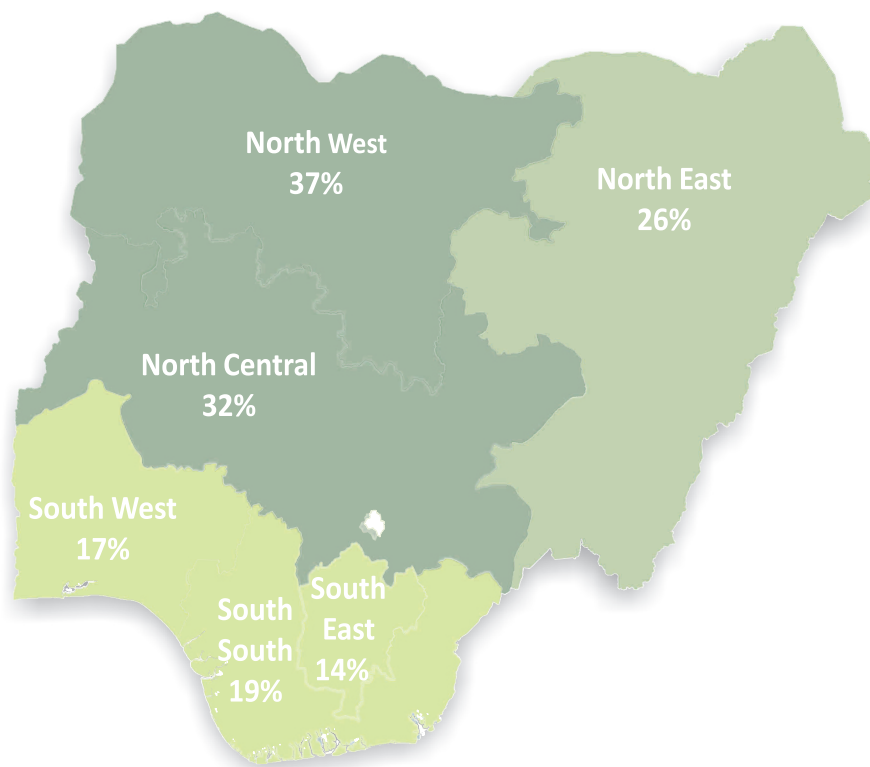 North West
37%
North East
26%
North Central
32%
South West
17%
South
South
19%
South
East
14%